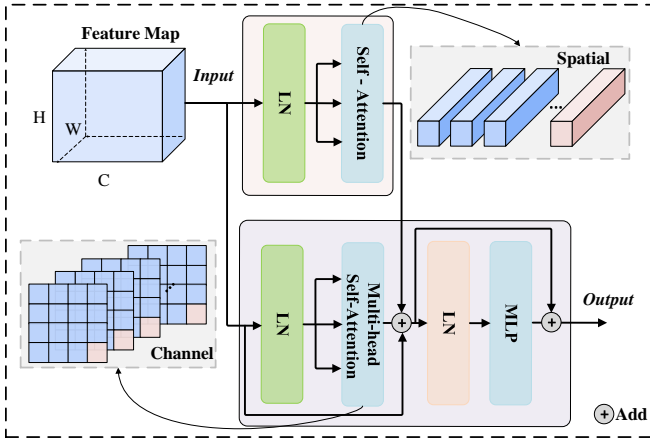 Feature Map
Input
H
W
C
LN
Self - Attention
Spatial
...
LN
Multi-head
Self-Attention
+
LN
MLP
+
Output
...
Channel
+ Add